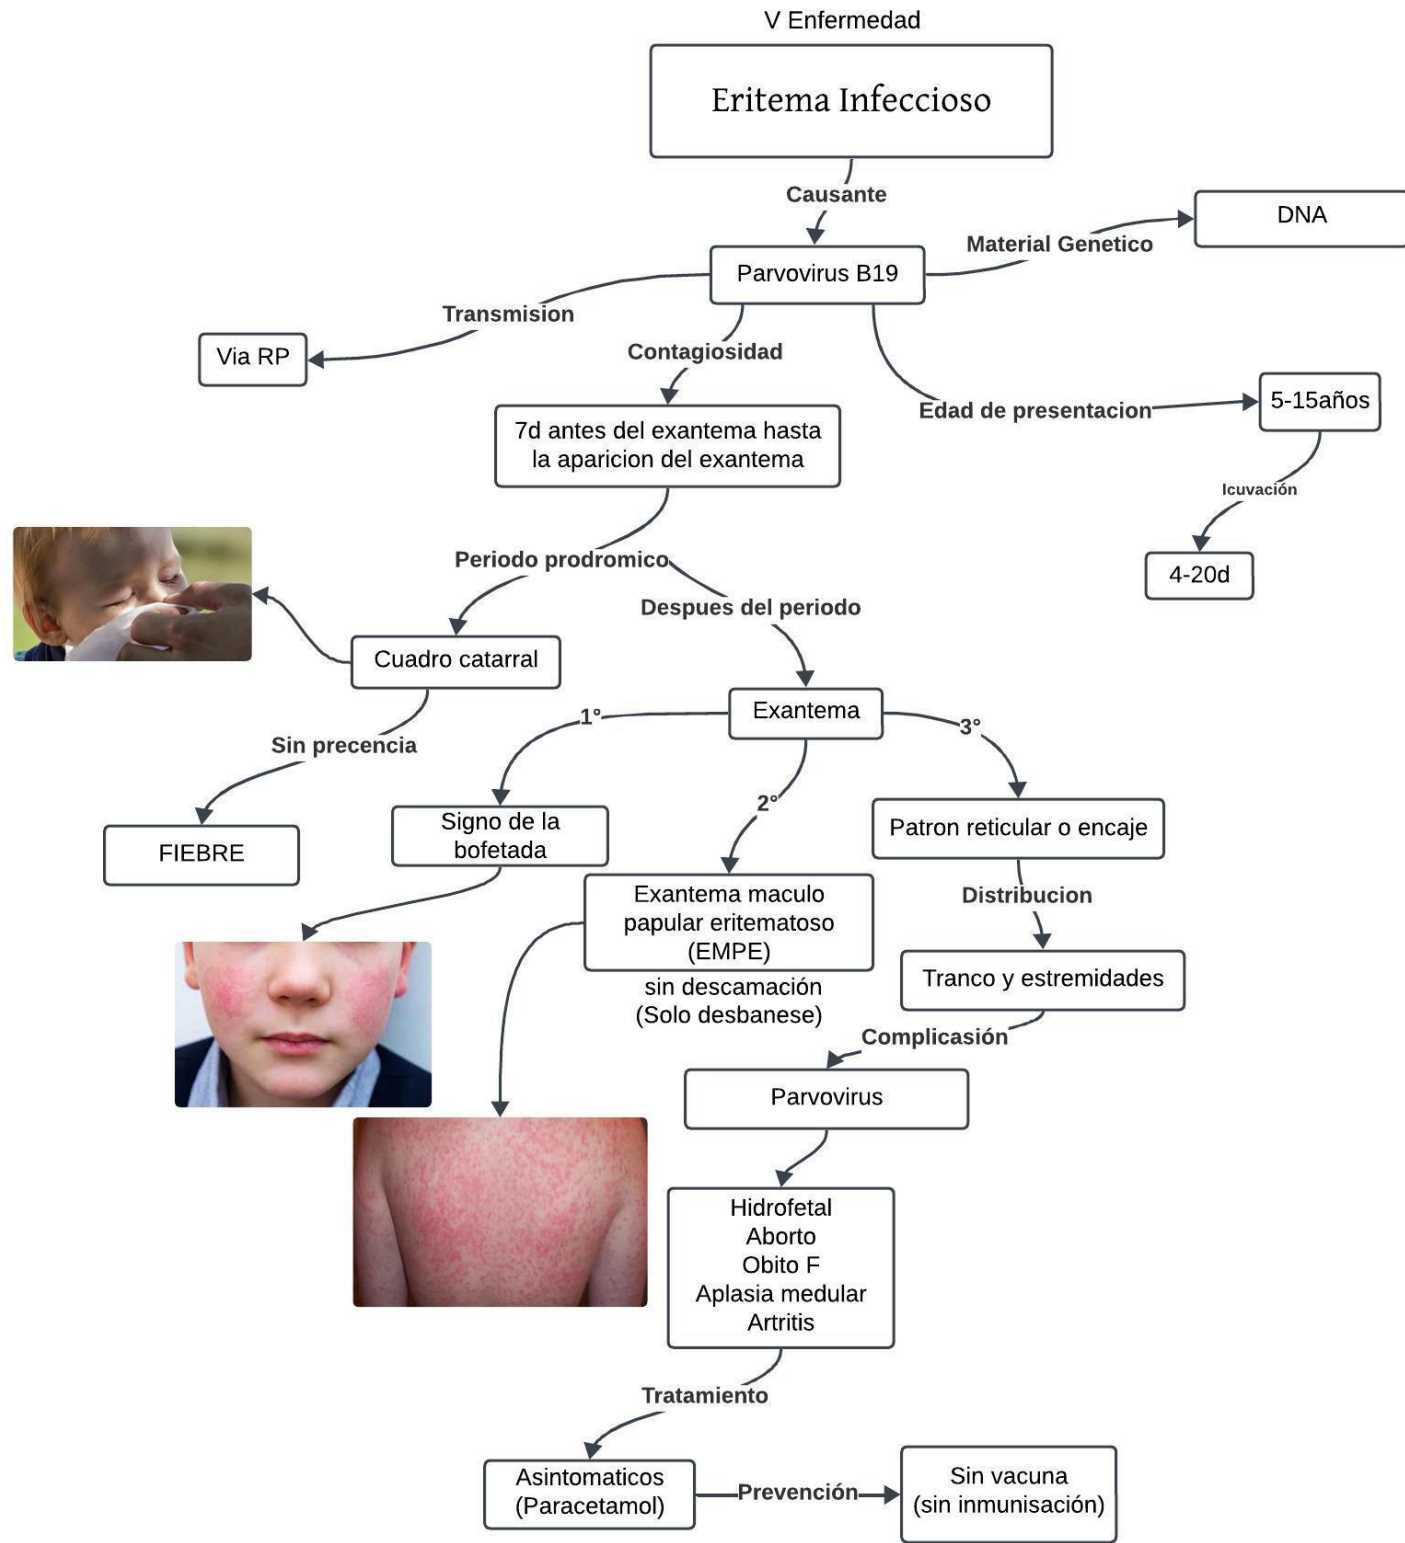 V Enfermedad
Eritema Infeccioso
Causante
DNA
Material Genetico
Parvovirus B19
Transmision
Via RP
Contagiosidad
5-15años
Edad de presentacion
7d antes del exantema hasta
la aparicion del exantema
Icuvación
4-20d
Periodo prodromico
Despues del periodo
Cuadro catarral
Exantema
1°
3°
Sin precencia
2°
Signo de la
bofetada
Patron reticular o encaje
FIEBRE
Exantema maculo
papular eritematoso
(EMPE)
Distribucion
sin descamación
(Solo desbanese)
Tranco y estremidades
Complicasión
Parvovirus
Hidrofetal
Aborto
Obito F
Aplasia medular
Artritis
Tratamiento
Asintomaticos
(Paracetamol)
Prevención
Sin vacuna
(sin inmunisación)